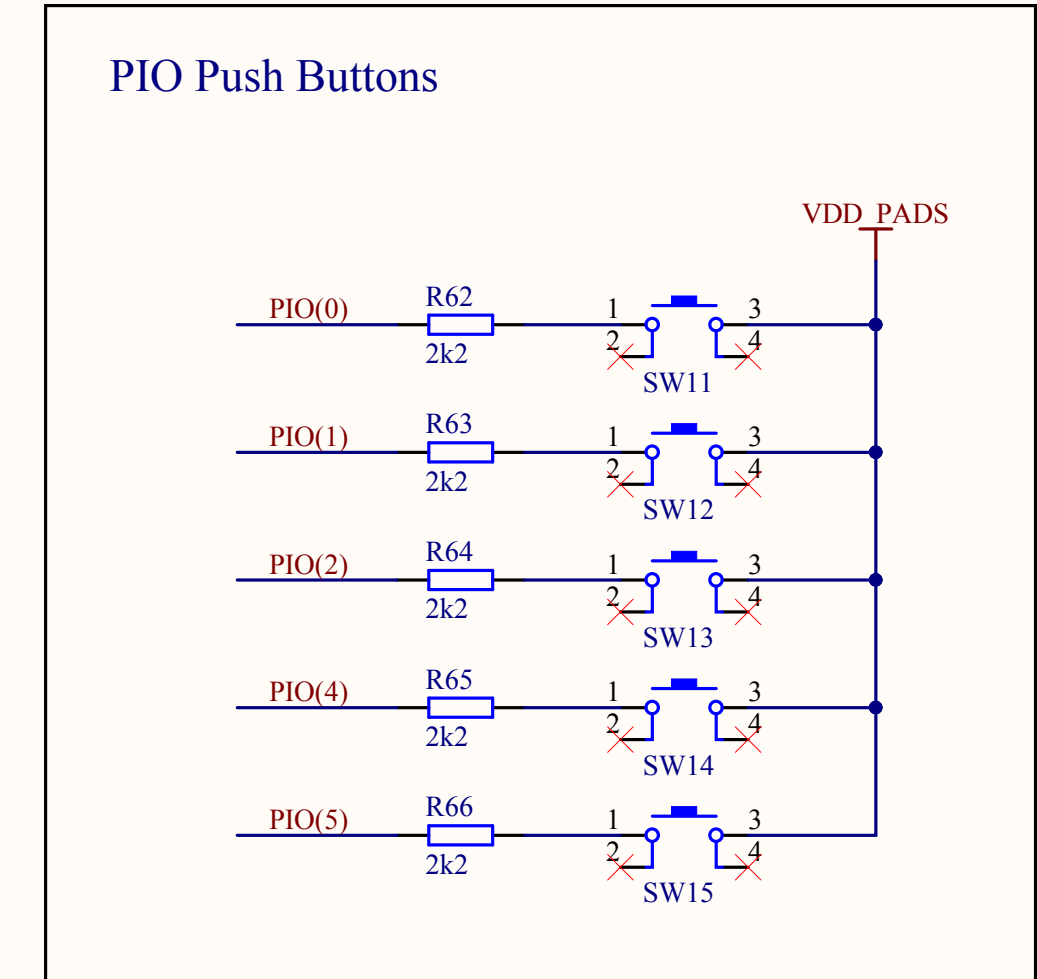 PIO Push Buttons
VDD_PADS
PIO(0) R62 1 3
2k2 2 4
SW11
PIO(1) R63 1 3
2k2 2 4
SW12
PIO(2) R64 1 3
2k2 2 4
SW13
PIO(4) R65 1 3
2k2 2 4
SW14
PIO(5) R66 1 3
2k2 2 4
SW15